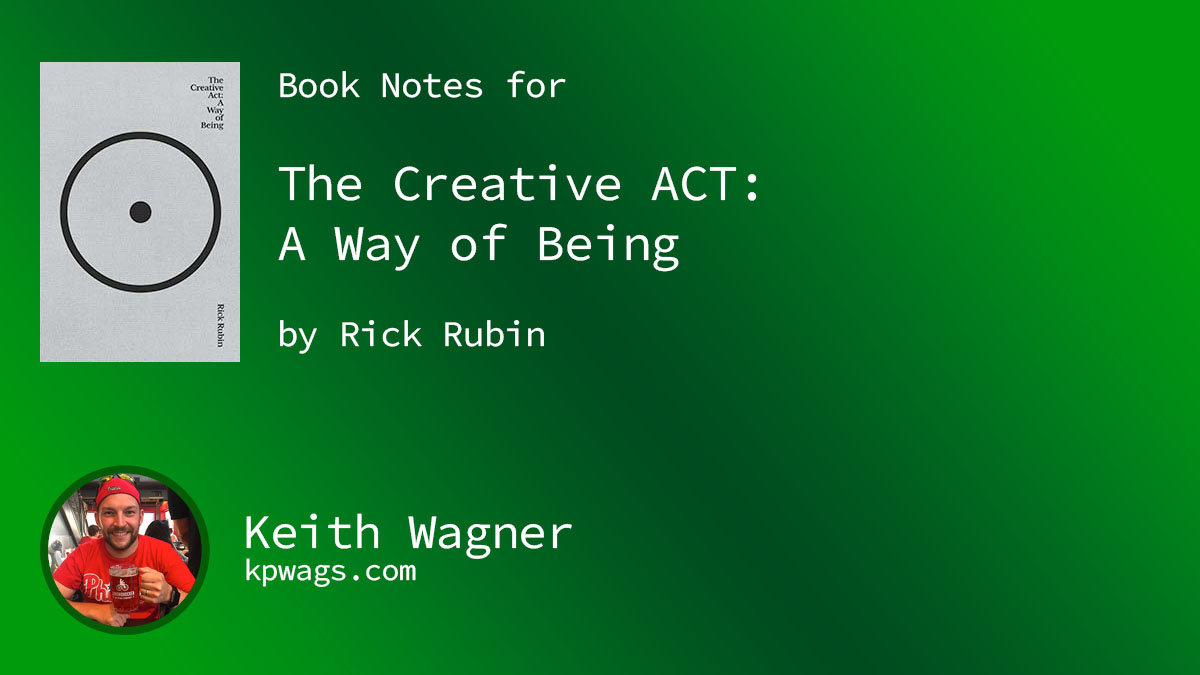 The
Creative
Act:
A
Way
of
Being
Rick Rubin
Book Notes for
The Creative ACT:
A Way of Being
by Rick Rubin
Keith Wagner
kpwags.com